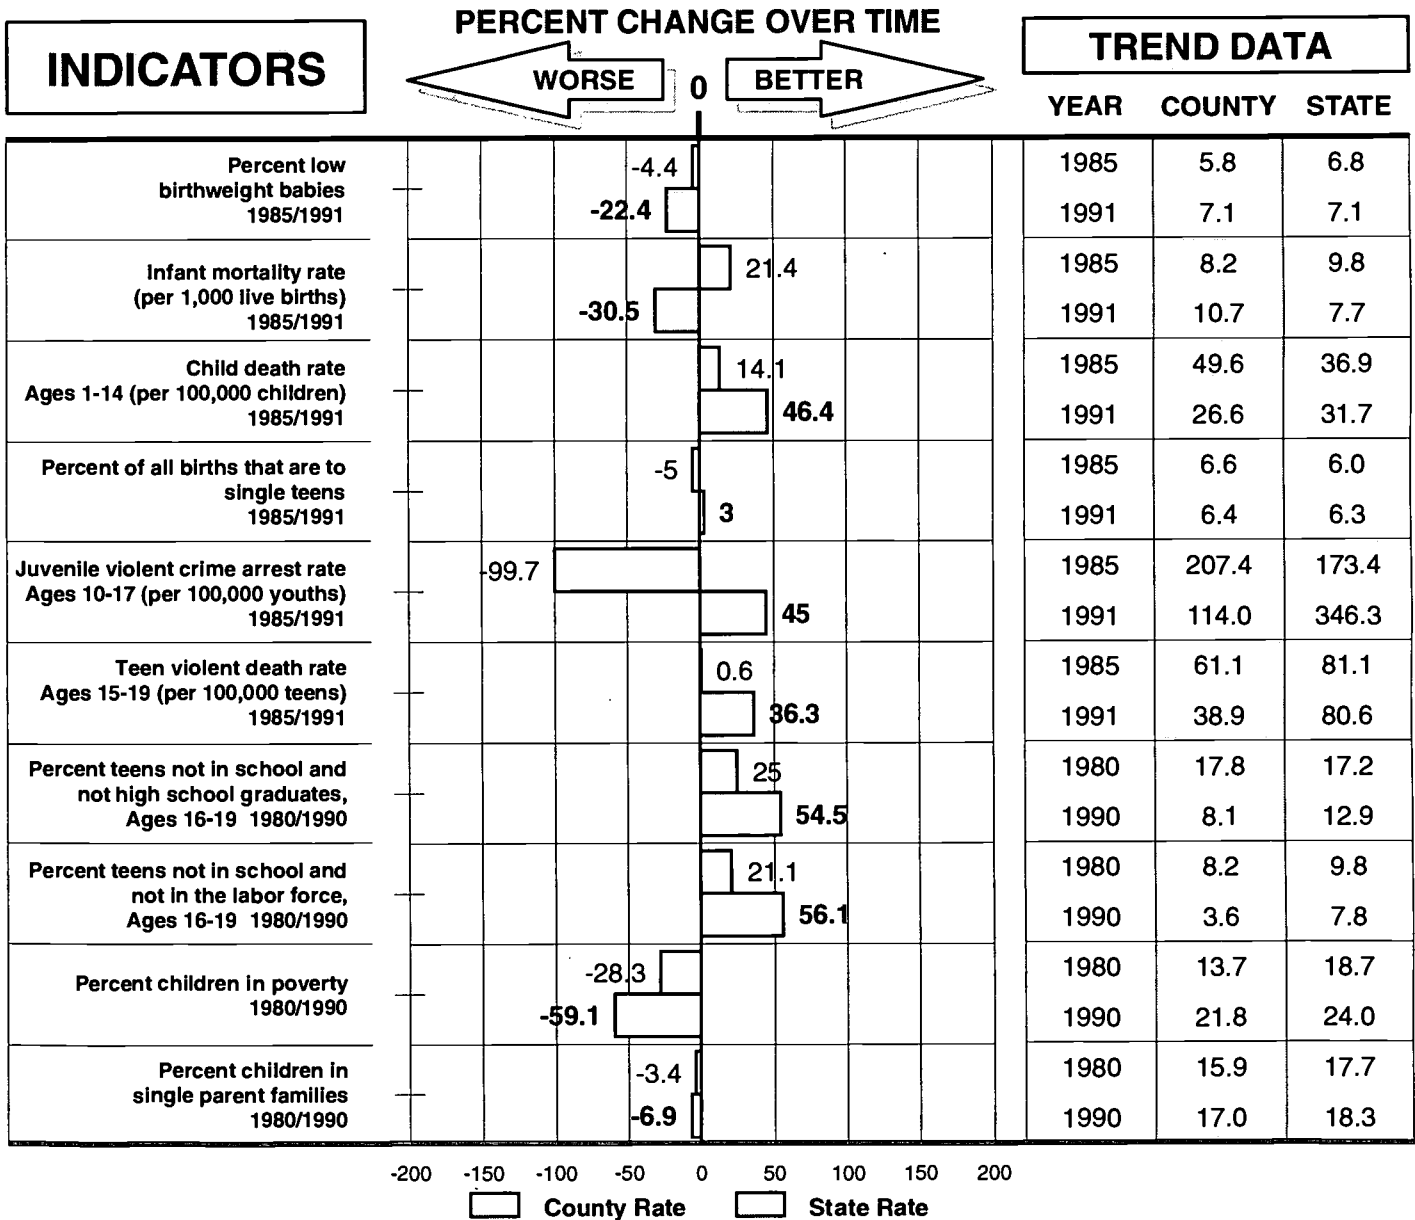 PERCENT CHANGE OVER TIME
INDICATORS
WORSE
0
BETTER
TREND DATA
YEAR COUNTY STATE
Percent low
birthweight babies
1985/1991
-4.4
-22.4
1985 5.8 6.8
1991 7.1 7.1
Infant mortality rate
(per 1,000 live births)
1985/1991
21.4
-30.5
1985 8.2 9.8
1991 10.7 7.7
Child death rate
Ages 1-14 (per 100,000 children)
1985/1991
14.1
46.4
1985 49.6 36.9
1991 26.6 31.7
Percent of all births that are to
single teens
1985/1991
-5
3
1985 6.6 6.0
1991 6.4 6.3
Juvenile violent crime arrest rate
Ages 10-17 (per 100,000 youths)
1985/1991
-99.7
45
1985 207.4 173.4
1991 114.0 346.3
Teen violent death rate
Ages 15-19 (per 100,000 teens)
1985/1991
0.6
36.3
1985 61.1 81.1
1991 38.9 80.6
Percent teens not in school and
not high school graduates,
Ages 16-19 1980/1990
25
54.5
1980 17.8 17.2
1990 8.1 12.9
Percent teens not in school and
not in the labor force,
Ages 16-19 1980/1990
21.1
56.1
1980 8.2 9.8
1990 3.6 7.8
Percent children in poverty
1980/1990
-28.3
-59.1
1980 13.7 18.7
1990 21.8 24.0
Percent children in
single parent families
1980/1990
-3.4
-6.9
1980 15.9 17.7
1990 17.0 18.3
-200 -150 -100 -50 0 50 100 150 200
County Rate State Rate